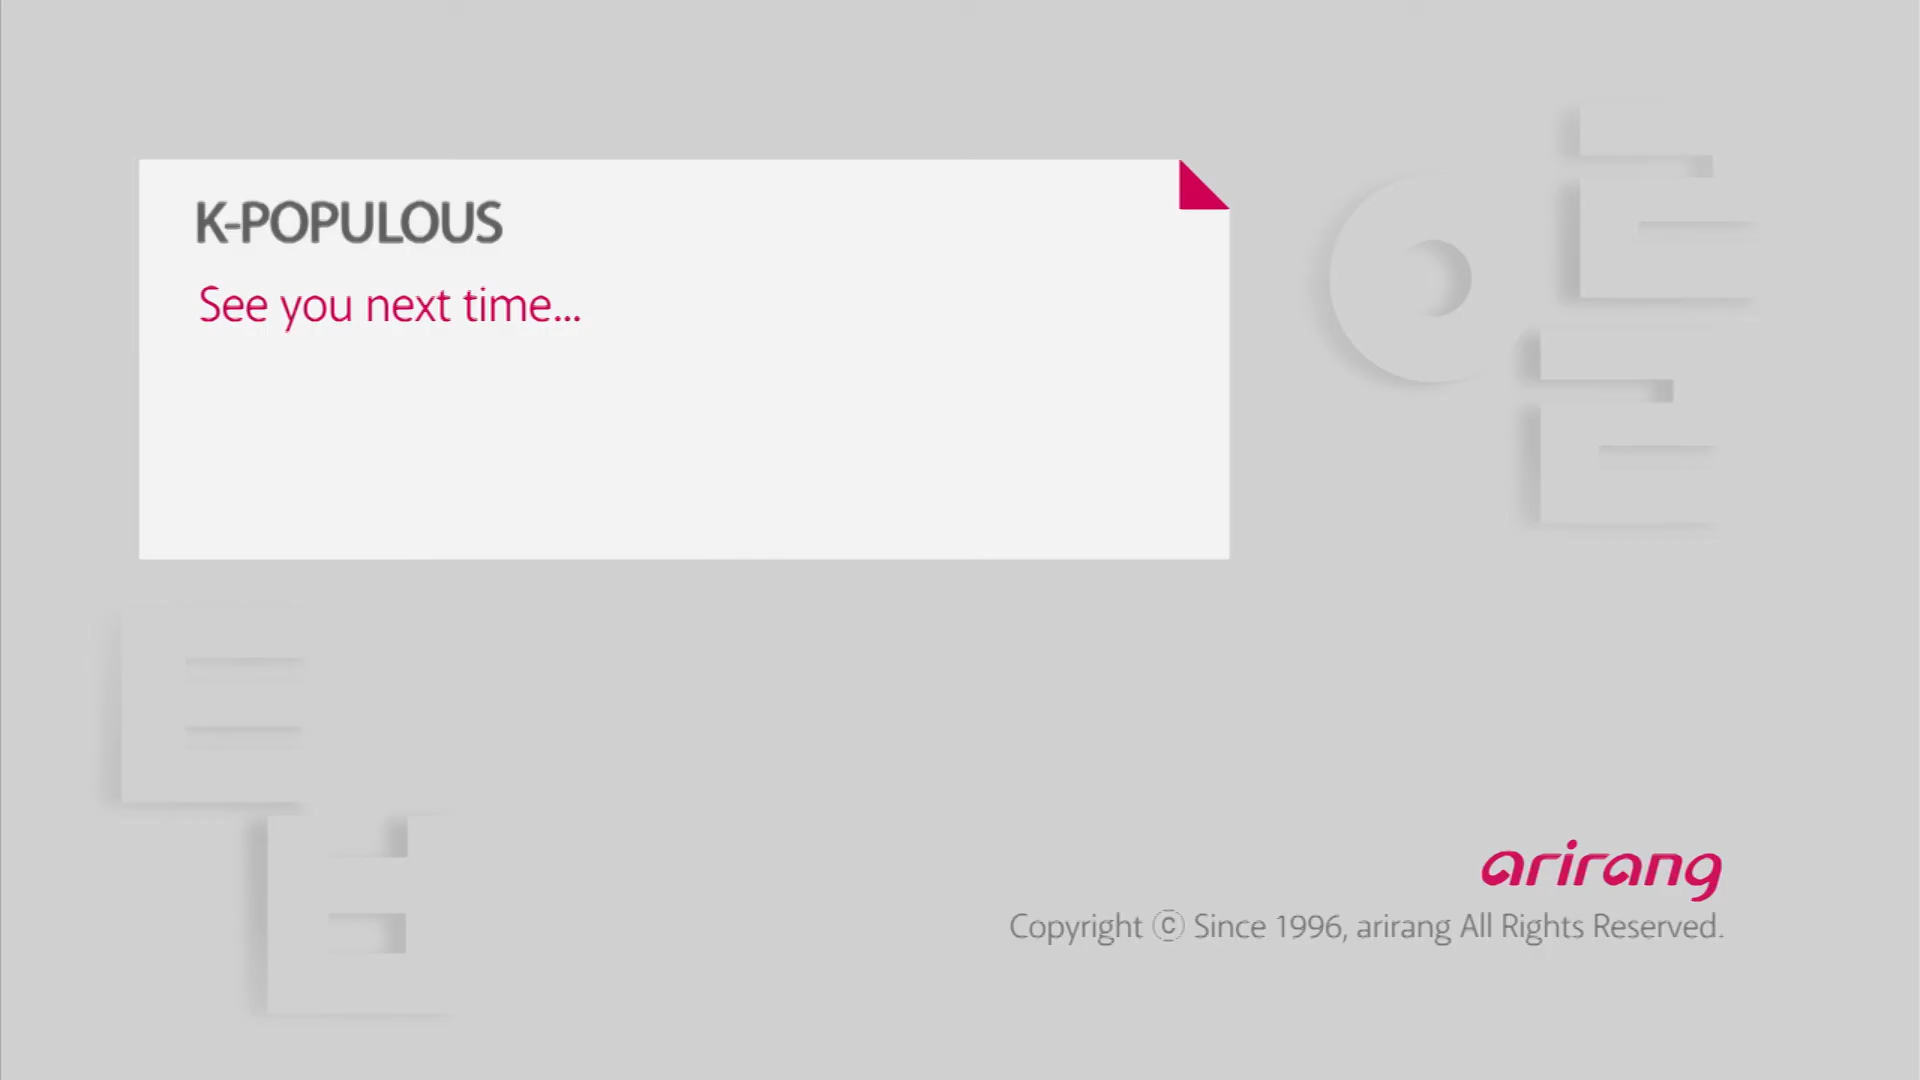 K-POPULOUS
See you next time...
arirang
Copyright ⓒ Since 1996, arirang All Rights Reserved.